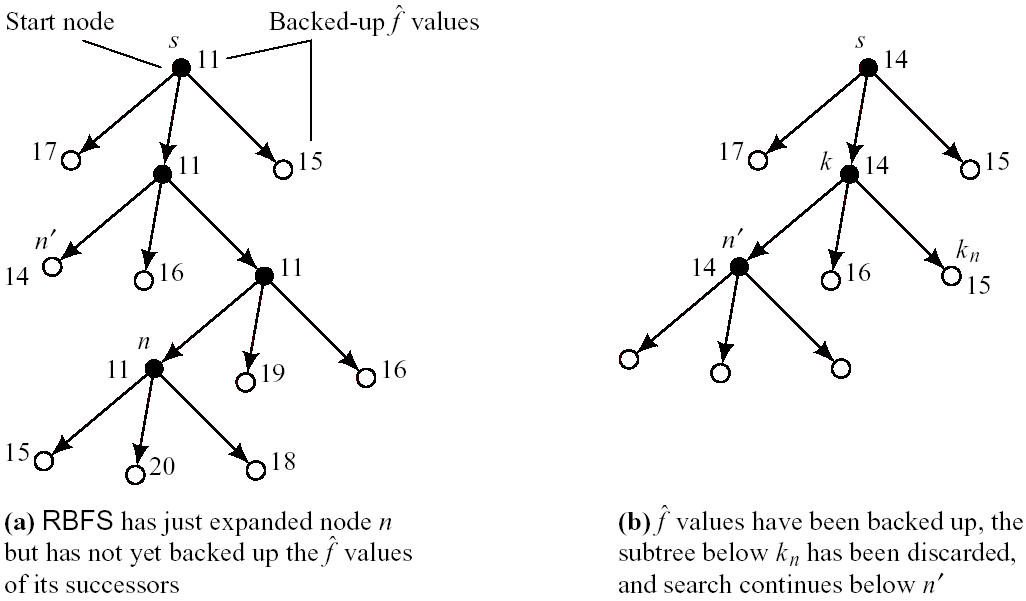 Start node
Backed-up f̂ values
s
11
17
11
15
n′
14
16
11
n
11
19
16
15
20
18
(a) RBFS has just expanded node n
but has not yet backed up the f̂ values
of its successors
s
14
17
k
14
15
n′
14
16
kₙ
15
(b) f̂ values have been backed up, the
subtree below kₙ has been discarded,
and search continues below n′